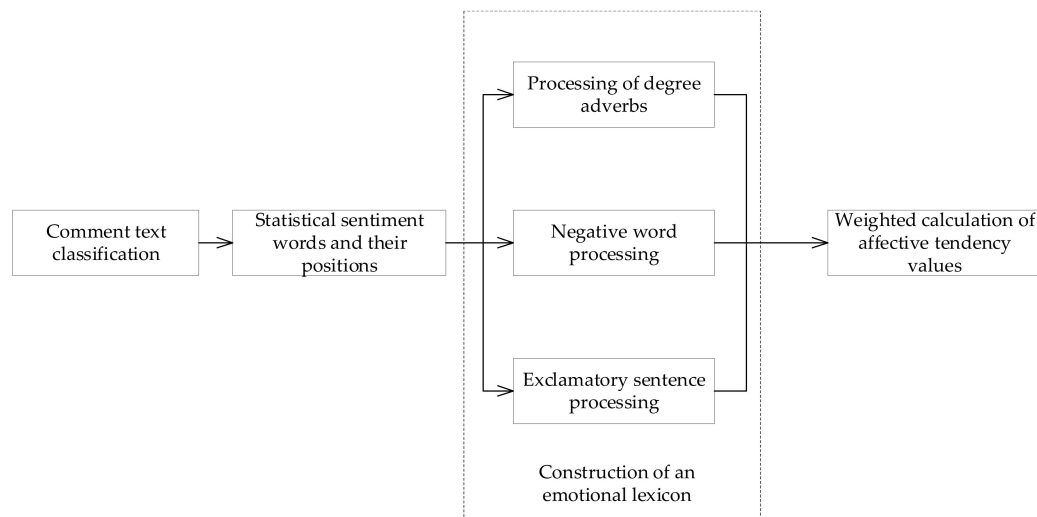 Comment text
classification
Statistical sentiment
words and their
positions
Processing of degree
adverbs
Negative word
processing
Exclamatory sentence
processing
Construction of an
emotional lexicon
Weighted calculation of
affective tendency
values